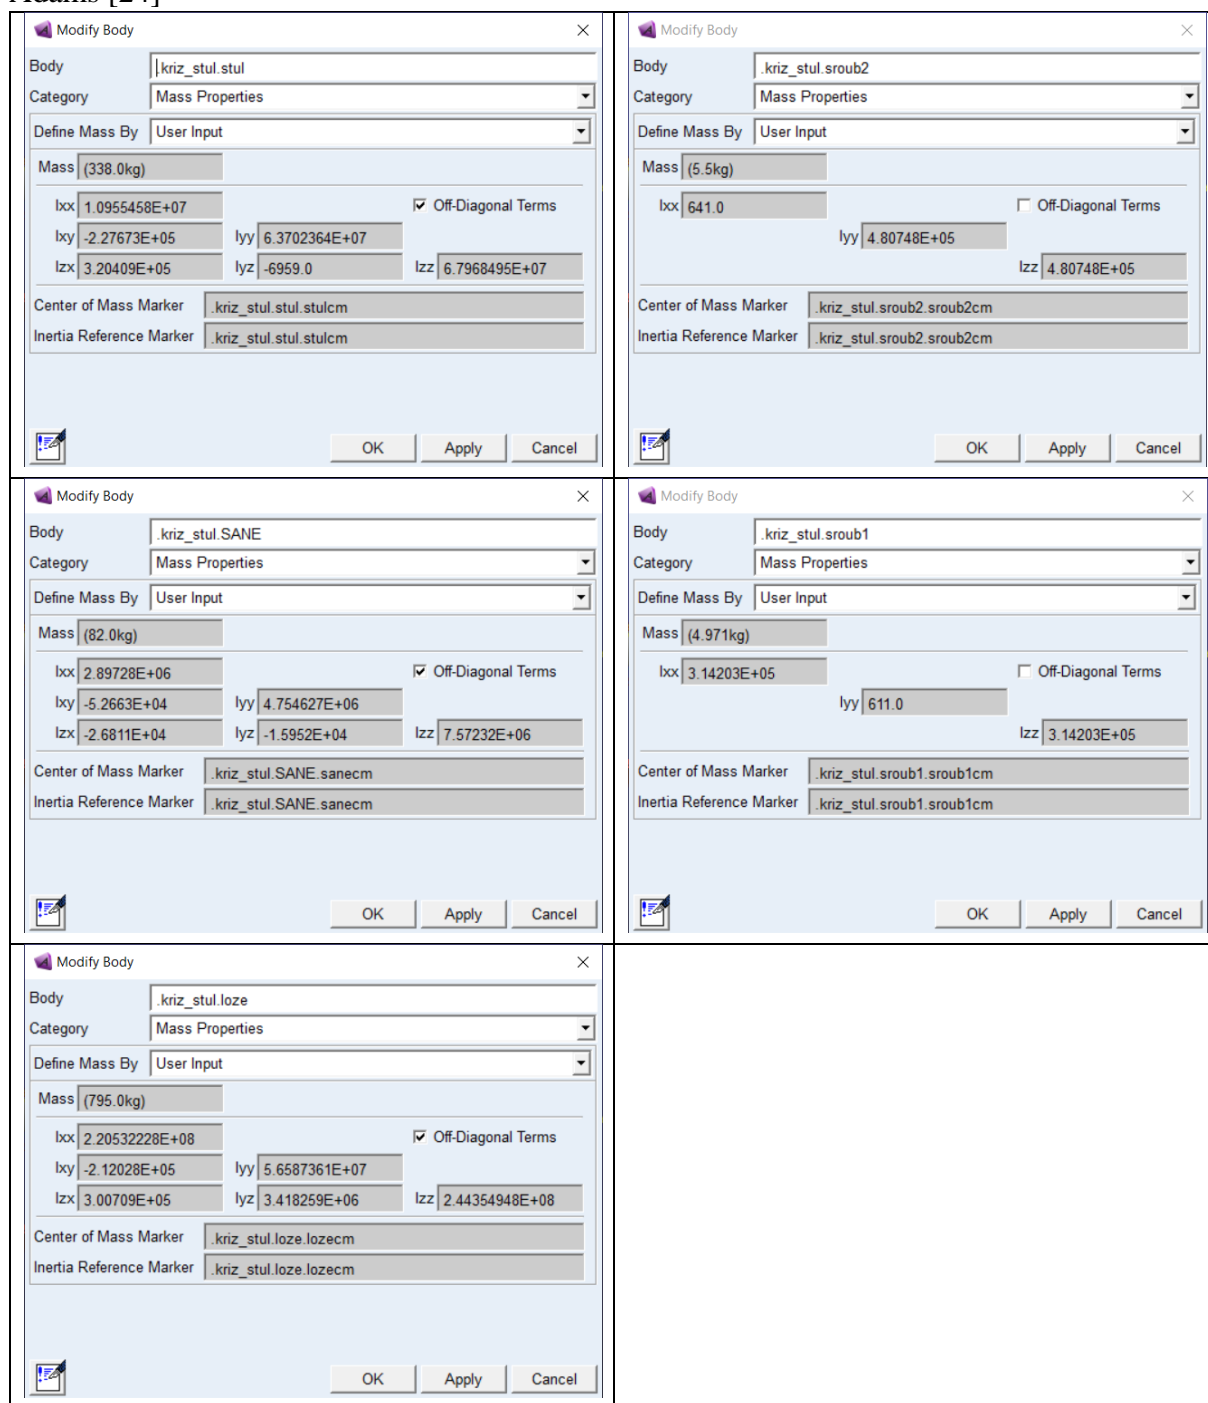 Adams [24]
Modify Body
Body .kriz_stul.stul
Category Mass Properties
Define Mass By User Input
Mass (338.0kg)
Ixx 1.0955458E+07 Off-Diagonal Terms
Ixy -2.27673E+05 Iyy 6.3702364E+07
Izx 3.20409E+05 Iyz -6959.0 Izz 6.7968495E+07
Center of Mass Marker .kriz_stul.stul.stulcm
Inertia Reference Marker .kriz_stul.stul.stulcm
OK Apply Cancel
Modify Body
Body .kriz_stul.sroub2
Category Mass Properties
Define Mass By User Input
Mass (5.5kg)
Ixx 641.0 Off-Diagonal Terms
Iyy 4.80748E+05
Izz 4.80748E+05
Center of Mass Marker .kriz_stul.sroub2.sroub2cm
Inertia Reference Marker .kriz_stul.sroub2.sroub2cm
OK Apply Cancel
Modify Body
Body .kriz_stul.SANE
Category Mass Properties
Define Mass By User Input
Mass (82.0kg)
Ixx 2.89728E+06 Off-Diagonal Terms
Ixy -5.2663E+04 Iyy 4.754627E+06
Izx -2.6811E+04 Iyz -1.5952E+04 Izz 7.57232E+06
Center of Mass Marker .kriz_stul.SANE.sanecm
Inertia Reference Marker .kriz_stul.SANE.sanecm
OK Apply Cancel
Modify Body
Body .kriz_stul.sroub1
Category Mass Properties
Define Mass By User Input
Mass (4.971kg)
Ixx 3.14203E+05 Off-Diagonal Terms
Iyy 611.0
Izz 3.14203E+05
Center of Mass Marker .kriz_stul.sroub1.sroub1cm
Inertia Reference Marker .kriz_stul.sroub1.sroub1cm
OK Apply Cancel
Modify Body
Body .kriz_stul.loze
Category Mass Properties
Define Mass By User Input
Mass (795.0kg)
Ixx 2.20532228E+08 Off-Diagonal Terms
Ixy -2.12028E+05 Iyy 5.6587361E+07
Izx 3.00709E+05 Iyz 3.418259E+06 Izz 2.44354948E+08
Center of Mass Marker .kriz_stul.loze.lozecm
Inertia Reference Marker .kriz_stul.loze.lozecm
OK Apply Cancel